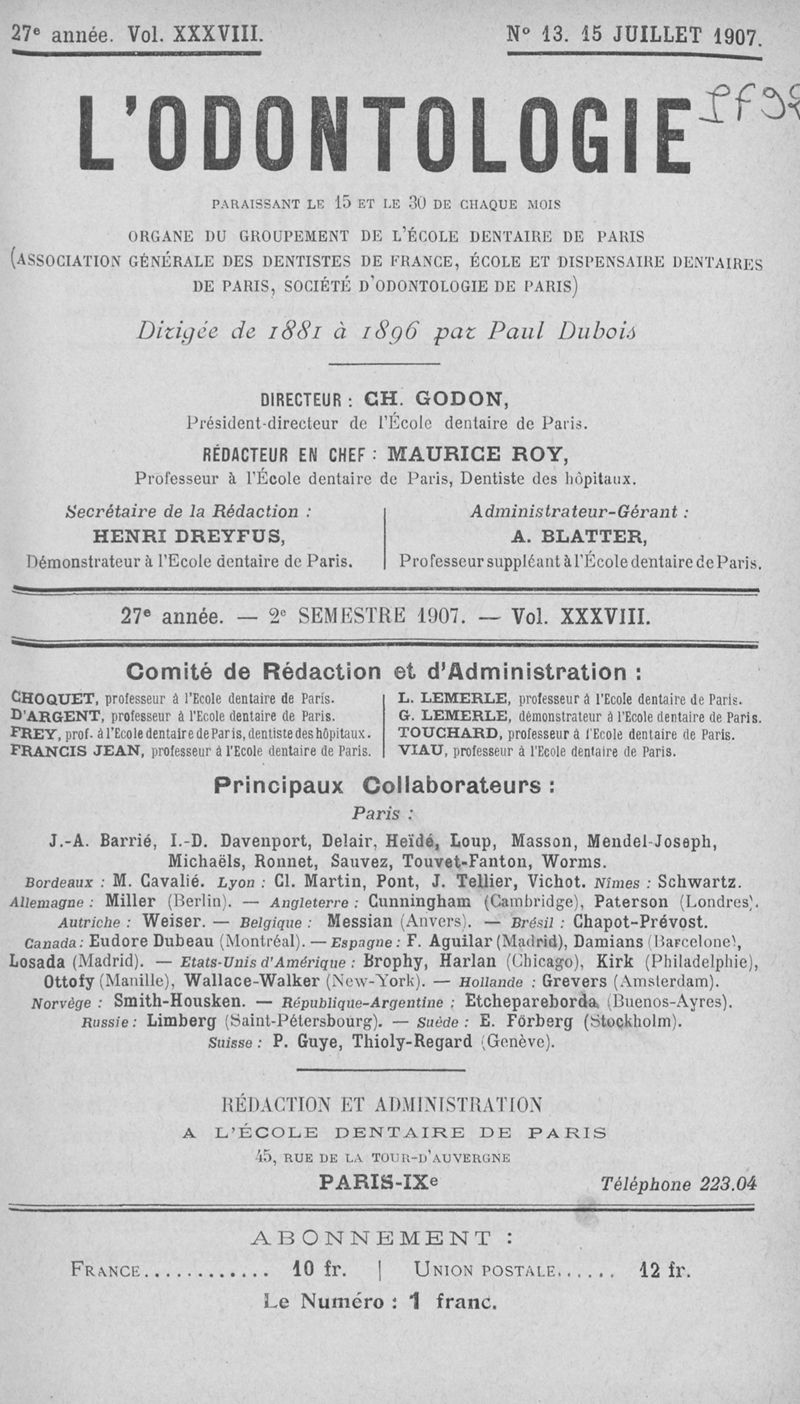 27e année. Vol. XXXVIII.
N° 13. 15 JUILLET 1907.
L'ODONTOLOGIE
PARAISSANT LE 15 ET LE 30 DE CHAQUE MOIS
ORGANE DU GROUPEMENT DE L'ÉCOLE DENTAIRE DE PARIS
(ASSOCIATION GÉNÉRALE DES DENTISTES DE FRANCE, ÉCOLE ET DISPENSAIRE DENTAIRES
DE PARIS, SOCIÉTÉ D'ODONTOLOGIE DE PARIS)
Dirigée de 1881 à 1896 par Paul Dubois
DIRECTEUR : CH. GODON,
Président-directeur de l'École dentaire de Paris.
RÉDACTEUR EN CHEF : MAURICE ROY,
Professeur à l'École dentaire de Paris, Dentiste des hôpitaux.
Secrétaire de la Rédaction :
HENRI DREYFUS,
Démonstrateur à l'Ecole dentaire de Paris.
Administrateur-Gérant :
A. BLATTER,
Professeur suppléant à l'École dentaire de Paris.
27e année. — 2e SEMESTRE 1907. — Vol. XXXVIII.
Comité de Rédaction et d'Administration :
CHOQUET, professeur à l'Ecole dentaire de Paris.
D'ARGENT, professeur à l'Ecole dentaire de Paris.
FREY, prof. à l'Ecole dentaire de Paris, dentiste des hôpitaux.
FRANCIS JEAN, professeur à l'Ecole dentaire de Paris.
L. LEMERLE, professeur à l'Ecole dentaire de Paris.
G. LEMERLE, démonstrateur à l'Ecole dentaire de Paris.
TOUCHARD, professeur à l'Ecole dentaire de Paris.
VIAU, professeur à l'Ecole dentaire de Paris.
Principaux Collaborateurs :
Paris :
J.-A. Barrié, I.-D. Davenport, Delair, Heïdé, Loup, Masson, Mendel-Joseph,
Michaëls, Ronnet, Sauvez, Touvet-Fanton, Worms.
Bordeaux : M. Cavalié. Lyon : Cl. Martin, Pont, J. Tellier, Vichot. Nimes : Schwartz.
Allemagne : Miller (Berlin). — Angleterre : Cunningham (Cambridge), Paterson (Londres).
Autriche : Weiser. — Belgique : Messian (Anvers). — Brésil : Chapot-Prévost.
Canada : Eudore Dubeau (Montréal). — Espagne : F. Aguilar (Madrid), Damians (Barcelone),
Losada (Madrid). — Etats-Unis d'Amérique : Brophy, Harlan (Chicago), Kirk (Philadelphie),
Ottofy (Manille), Wallace-Walker (New-York). — Hollande : Grevers (Amsterdam).
Norvège : Smith-Housken. — République-Argentine : Etchepareborda (Buenos-Ayres).
Russie : Limberg (Saint-Pétersbourg). — Suède : E. Förberg (Stockholm).
Suisse : P. Guye, Thioly-Regard (Genève).
RÉDACTION ET ADMINISTRATION
A L'ÉCOLE DENTAIRE DE PARIS
45, RUE DE LA TOUR-D'AUVERGNE
PARIS-IXe
Téléphone 223.04
ABONNEMENT :
FRANCE............. 10 fr. | UNION POSTALE...... 12 fr.
Le Numéro : 1 franc.